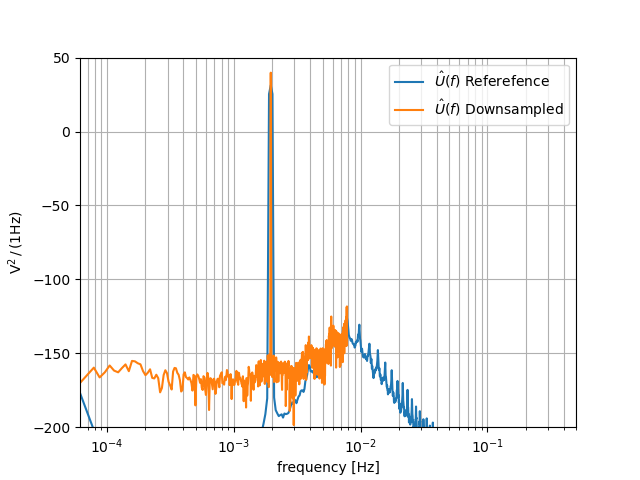 50
0
−50
−100
−150
−200
V² / (1Hz)
10⁻⁴
10⁻³
10⁻²
10⁻¹
frequency [Hz]
Û(f) Referefence
Û(f) Downsampled